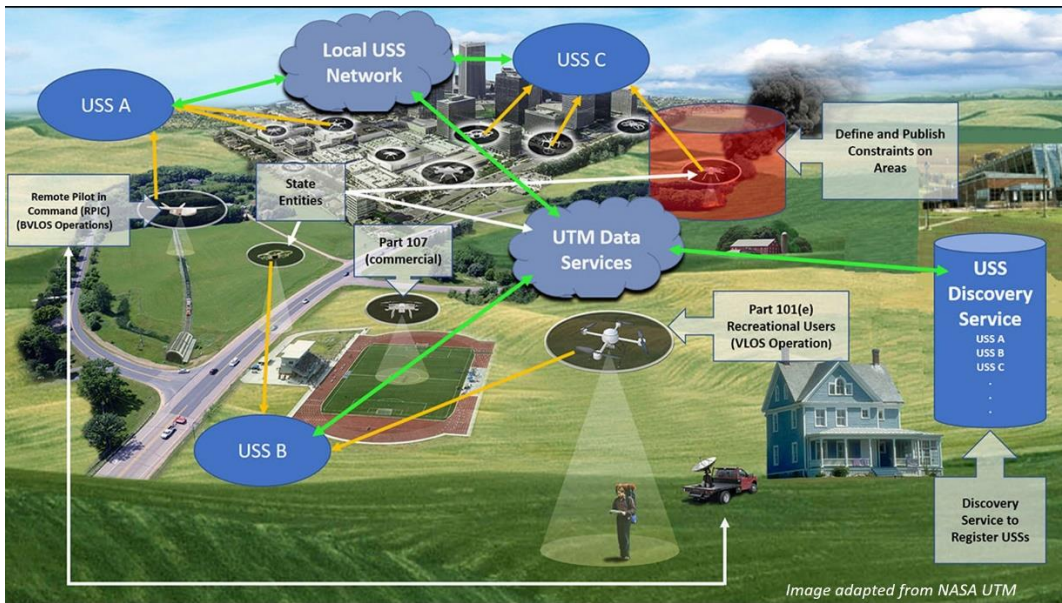 Local USS
Network
USS C
USS A
Define and Publish
Constraints on
Areas
Remote Pilot in
Command (RPIC)
(BVLOS Operations)
State
Entities
Part 107
(commercial)
UTM Data
Services
Part 101(e)
Recreational Users
(VLOS Operation)
USS
Discovery
Service
USS A
USS B
USS C
.
.
.
.
USS B
Discovery
Service to
Register USSs
Image adapted from NASA UTM